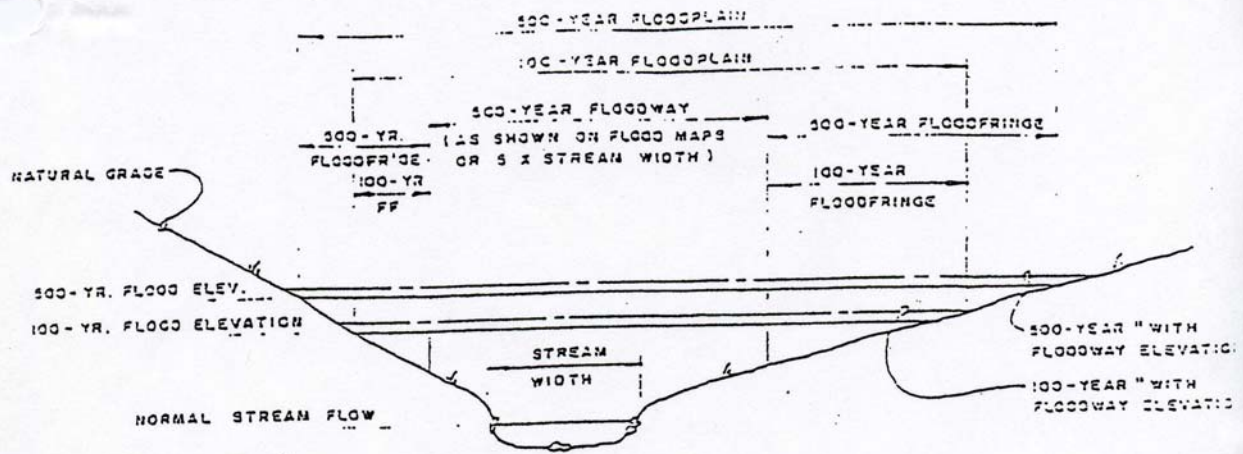 500-YEAR FLOODPLAIN
100-YEAR FLOODPLAIN
500-YEAR FLOODWAY
(AS SHOWN ON FLOOD MAPS
OR 5 X STREAM WIDTH)
500-YR.
FLOODFR'GE
100-YR
FF
500-YEAR FLOODFRINGE
100-YEAR
FLOODFRINGE
NATURAL GRADE
500-YR. FLOOD ELEV.
100-YR. FLOOD ELEVATION
STREAM
WIDTH
NORMAL STREAM FLOW
500-YEAR "WITH
FLOODWAY ELEVATIO
100-YEAR "WITH
FLOODWAY ELEVATIO